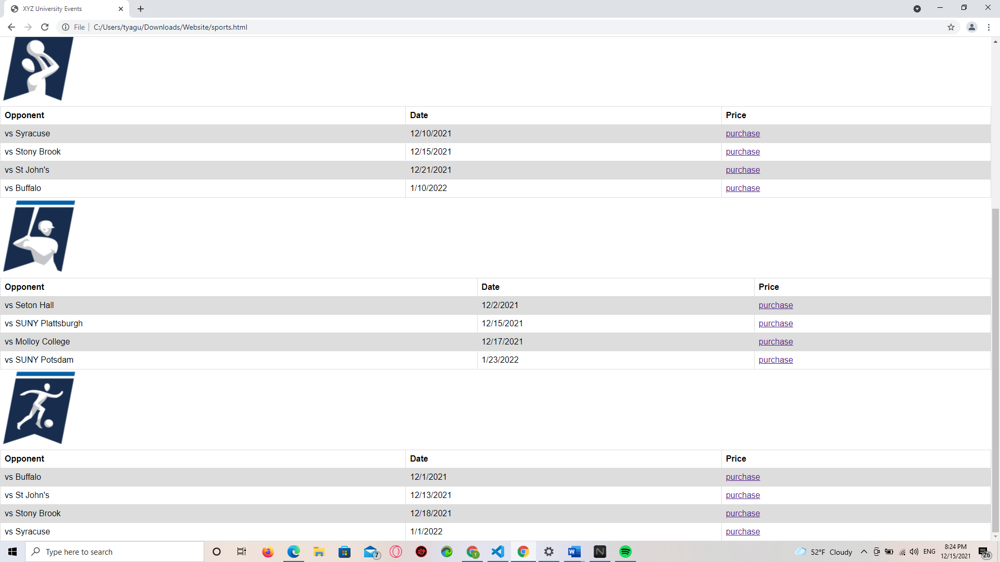 XYZ University Events
File C:/Users/tyagu/Downloads/Website/sports.html
Opponent Date Price
vs Syracuse 12/10/2021 purchase
vs Stony Brook 12/15/2021 purchase
vs St John's 12/21/2021 purchase
vs Buffalo 1/10/2022 purchase
Opponent Date Price
vs Seton Hall 12/2/2021 purchase
vs SUNY Plattsburgh 12/15/2021 purchase
vs Molloy College 12/17/2021 purchase
vs SUNY Potsdam 1/23/2022 purchase
Opponent Date Price
vs Buffalo 12/1/2021 purchase
vs St John's 12/13/2021 purchase
vs Stony Brook 12/18/2021 purchase
vs Syracuse 1/1/2022 purchase
Type here to search 7 T W N 52°F Cloudy ENG 8:24 PM 26
12/15/2021